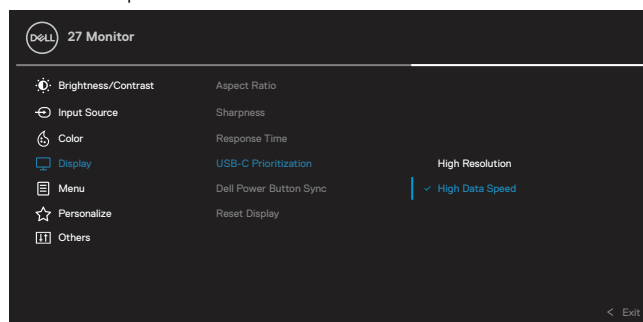 DELL 27 Monitor
Brightness/Contrast Aspect Ratio
Input Source Sharpness
Color Response Time
Display USB-C Prioritization High Resolution
Menu Dell Power Button Sync High Data Speed
Personalize Reset Display
Others
< Exit